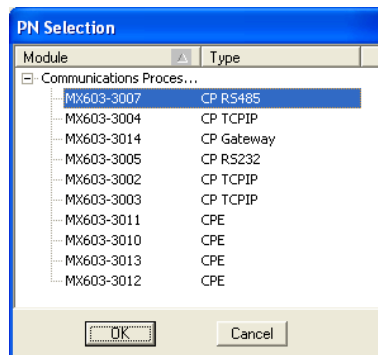 PN Selection
Module Type
Communications Proces...
MX603-3007 CP RS485
MX603-3004 CP TCPIP
MX603-3014 CP Gateway
MX603-3005 CP RS232
MX603-3002 CP TCPIP
MX603-3003 CP TCPIP
MX603-3011 CPE
MX603-3010 CPE
MX603-3013 CPE
MX603-3012 CPE
OK Cancel